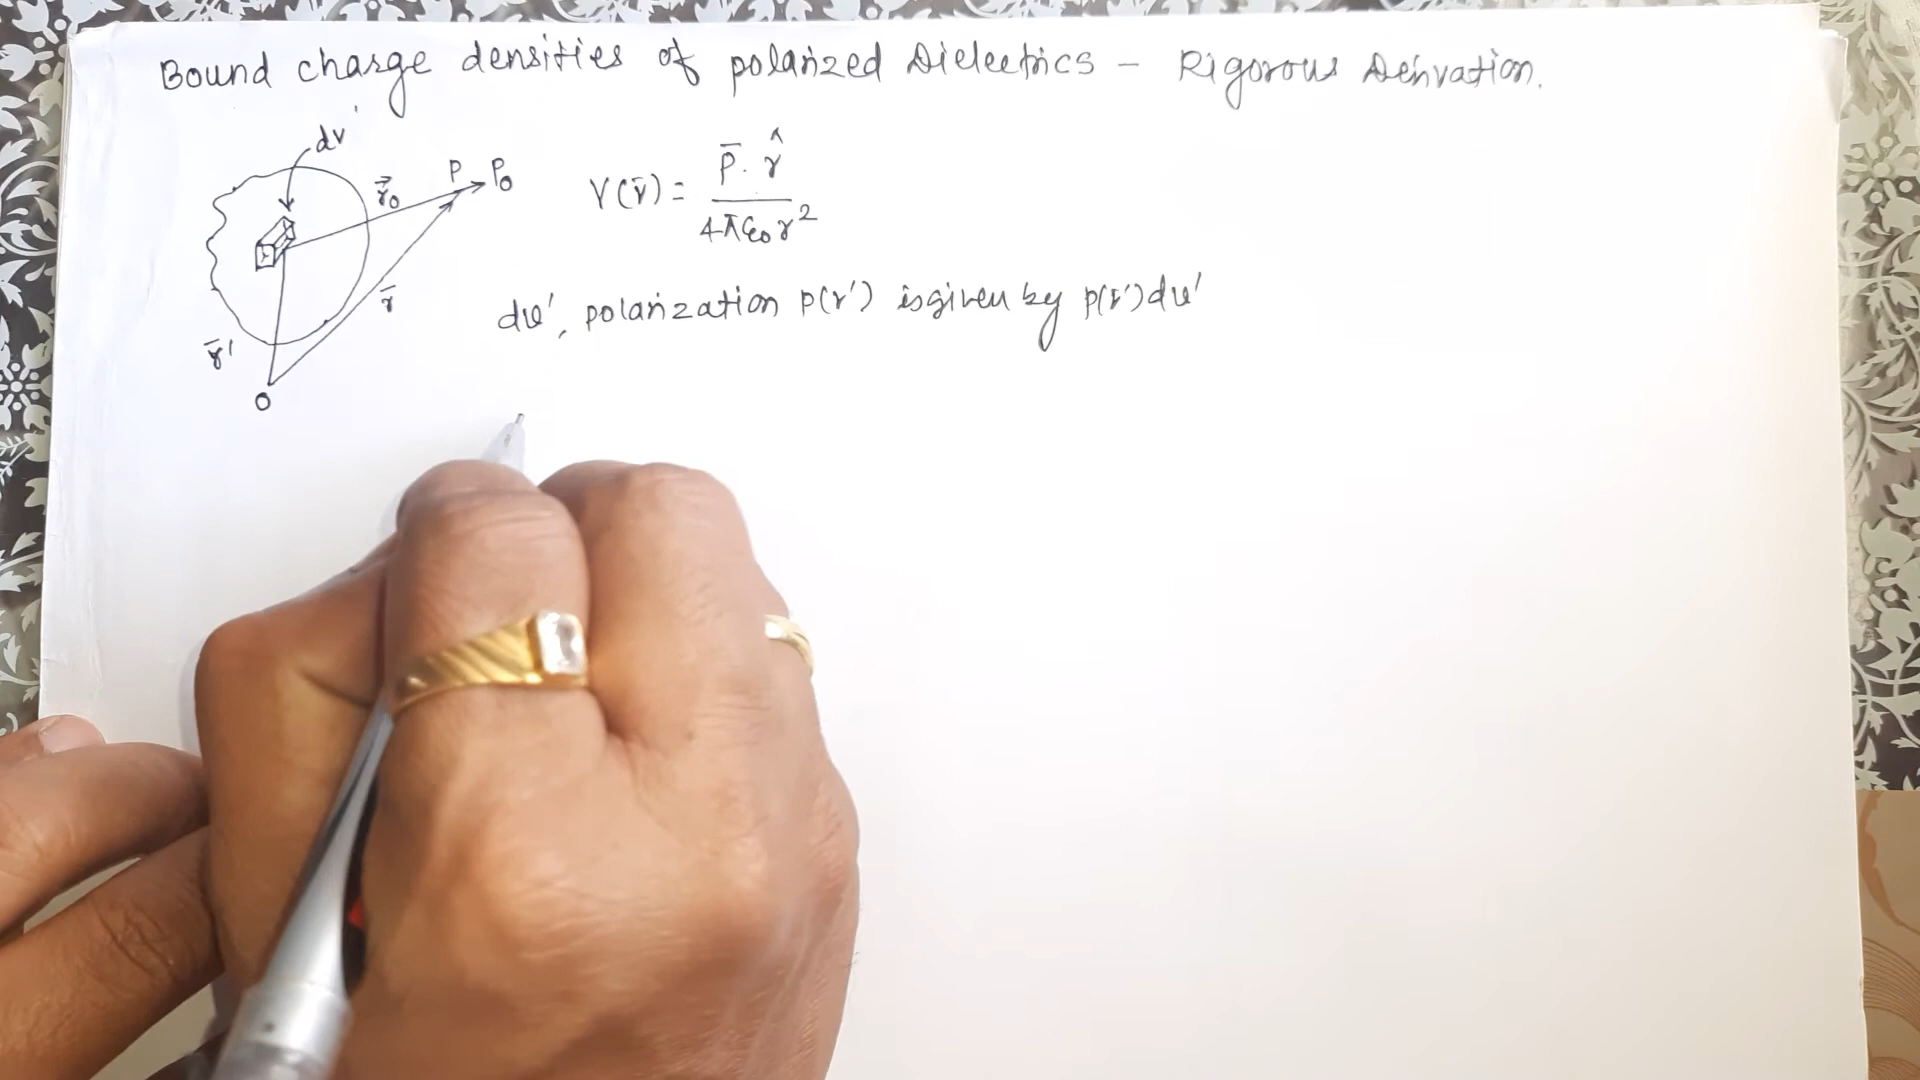 Bound charge densities of polarized Dielectrics - Rigorous Derivation.
dv'
P P₀
r⃗₀
V(r̄) = p̄ . r̂ / 4πϵ₀r²
r̄
dv', polarization p(r') is given by p(r̄')dv'
r̄'
O